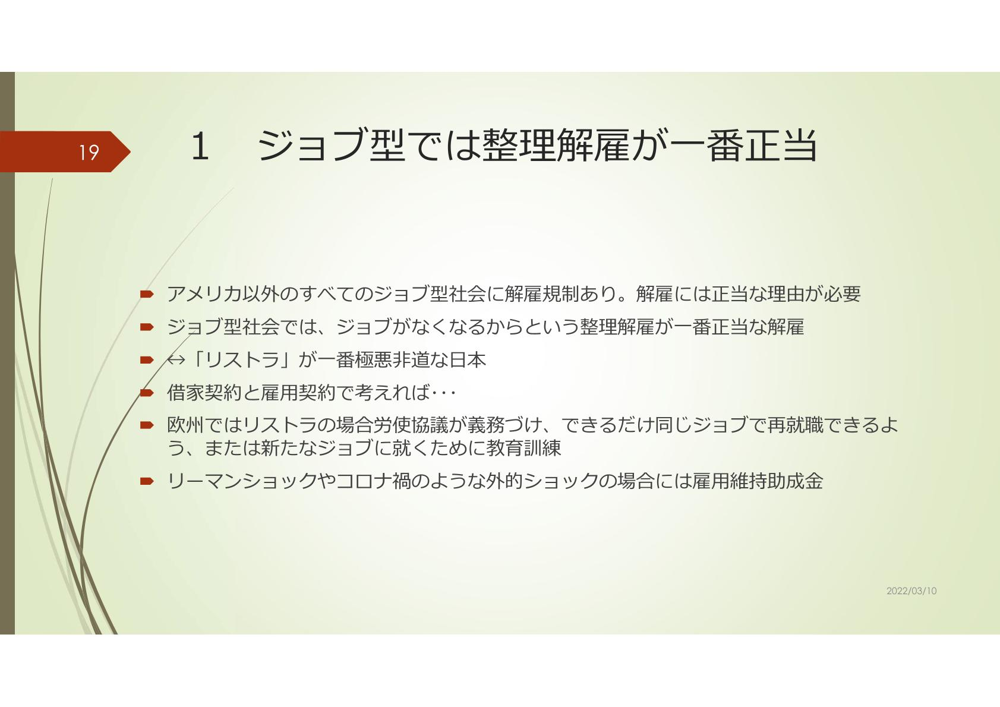 19
1　ジョブ型では整理解雇が一番正当
アメリカ以外のすべてのジョブ型社会に解雇規制あり。解雇には正当な理由が必要
ジョブ型社会では、ジョブがなくなるからという整理解雇が一番正当な解雇
↔「リストラ」が一番極悪非道な日本
借家契約と雇用契約で考えれば･･･
欧州ではリストラの場合労使協議が義務づけ、できるだけ同じジョブで再就職できるよ
う、または新たなジョブに就くために教育訓練
リーマンショックやコロナ禍のような外的ショックの場合には雇用維持助成金
2022/03/10